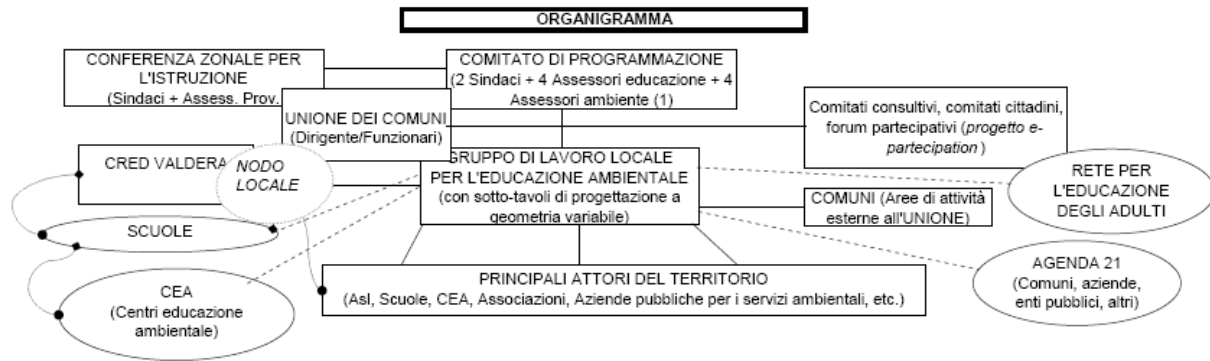 ORGANIGRAMMA
CONFERENZA ZONALE PER
L'ISTRUZIONE
(Sindaci + Assess. Prov.
COMITATO DI PROGRAMMAZIONE
(2 Sindaci + 4 Assessori educazione + 4
Assessori ambiente (1)
UNIONE DEI COMUNI
(Dirigente/Funzionari)
Comitati consultivi, comitati cittadini,
forum partecipativi (progetto e-
partecipation )
CRED VALDERA
NODO
LOCALE
GRUPPO DI LAVORO LOCALE
PER L'EDUCAZIONE AMBIENTALE
(con sotto-tavoli di progettazione a
geometria variabile)
RETE PER
L'EDUCAZIONE
DEGLI ADULTI
COMUNI (Aree di attività
esterne all'UNIONE)
SCUOLE
CEA
(Centri educazione
ambientale)
PRINCIPALI ATTORI DEL TERRITORIO
(Asl, Scuole, CEA, Associazioni, Aziende pubbliche per i servizi ambientali, etc.)
AGENDA 21
(Comuni, aziende,
enti pubblici, altri)